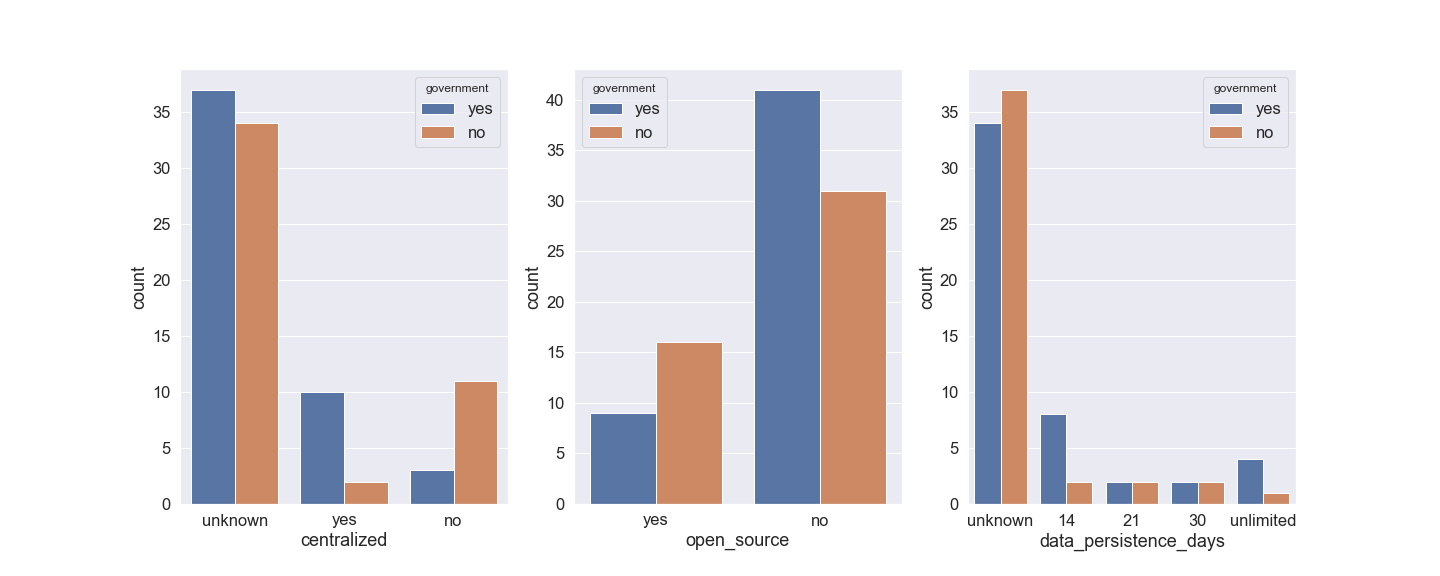 government
yes
no
35
30
25
20
15
10
5
0
count
unknown yes no
centralized
government
yes
no
40
35
30
25
20
15
10
5
0
count
yes no
open_source
government
yes
no
35
30
25
20
15
10
5
0
count
unknown 14 21 30 unlimited
data_persistence_days